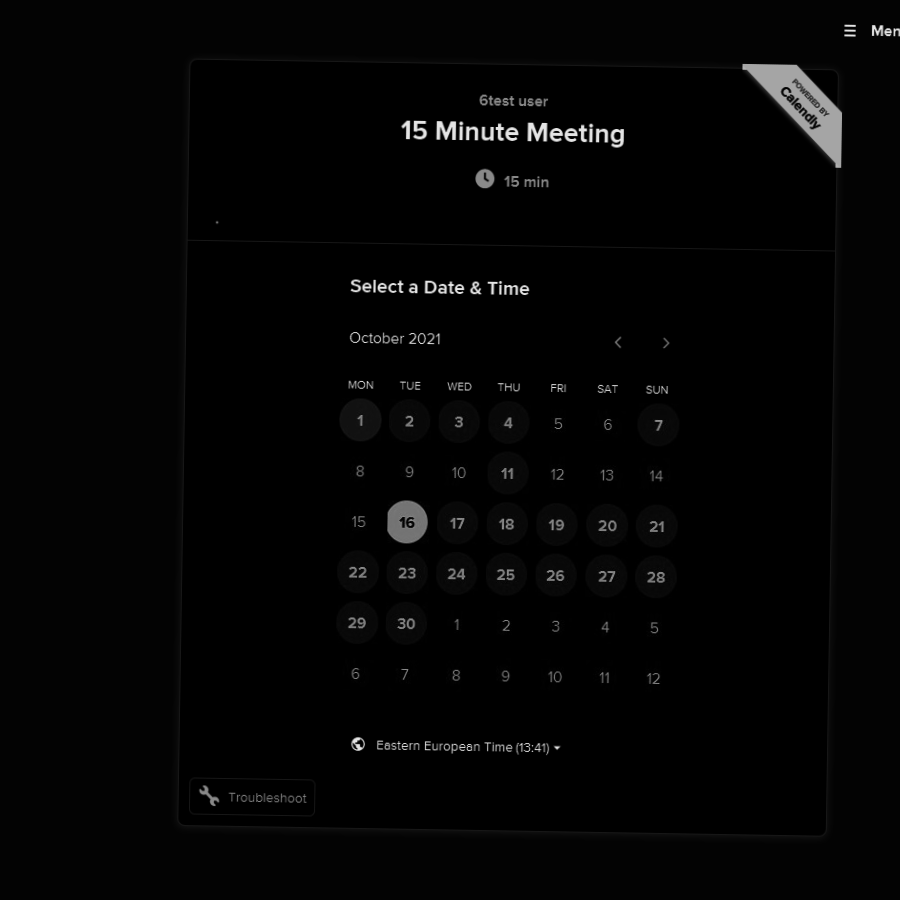 ☰ Men
POWERED BY
Calendly
6test user
15 Minute Meeting
15 min
Select a Date & Time
October 2021
MON TUE WED THU FRI SAT SUN
1 2 3 4 5 6 7
8 9 10 11 12 13 14
15 16 17 18 19 20 21
22 23 24 25 26 27 28
29 30 1 2 3 4 5
6 7 8 9 10 11 12
Eastern European Time (13:41)
Troubleshoot